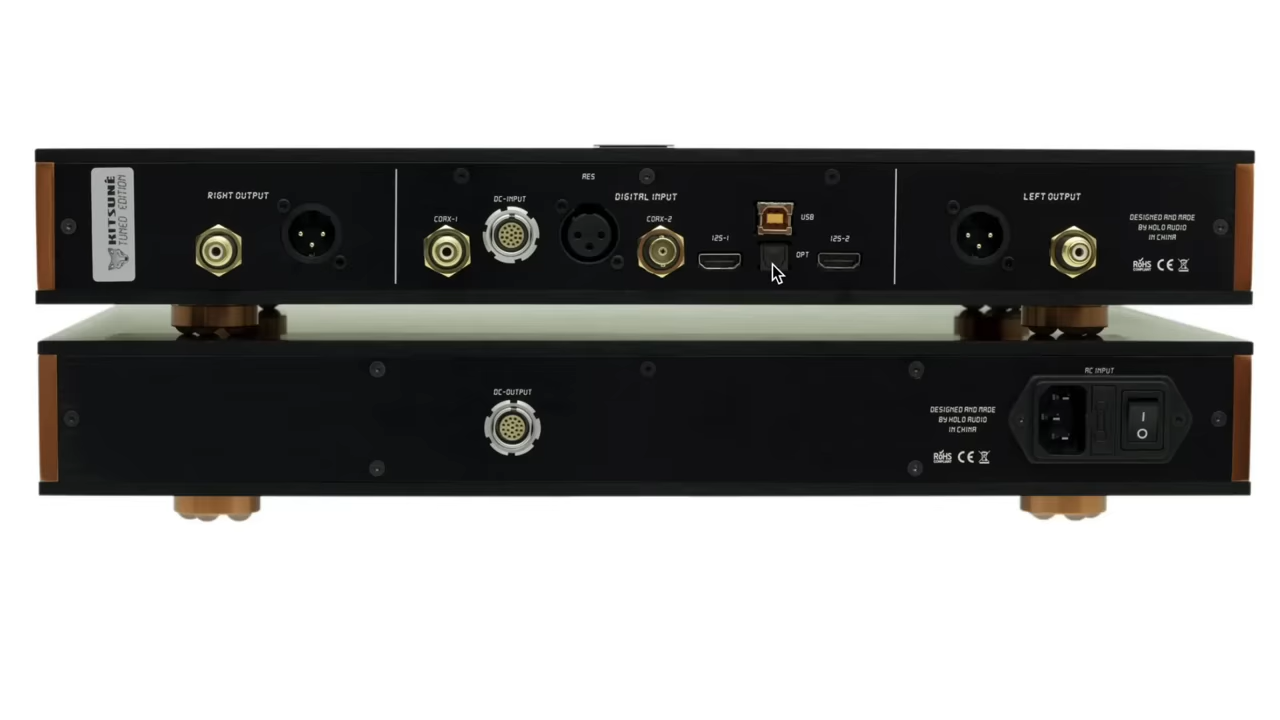 KITSUNÉ
TUNED EDITION
RIGHT OUTPUT
COAX-1
DC-INPUT
AES
DIGITAL INPUT
COAX-2
I2S-1
USB
OPT
I2S-2
LEFT OUTPUT
DESIGNED AND MADE
BY HOLO AUDIO
IN CHINA
RoHS
COMPLIANT
CE
DC-OUTPUT
DESIGNED AND MADE
BY HOLO AUDIO
IN CHINA
RoHS
COMPLIANT
CE
AC INPUT
I
O